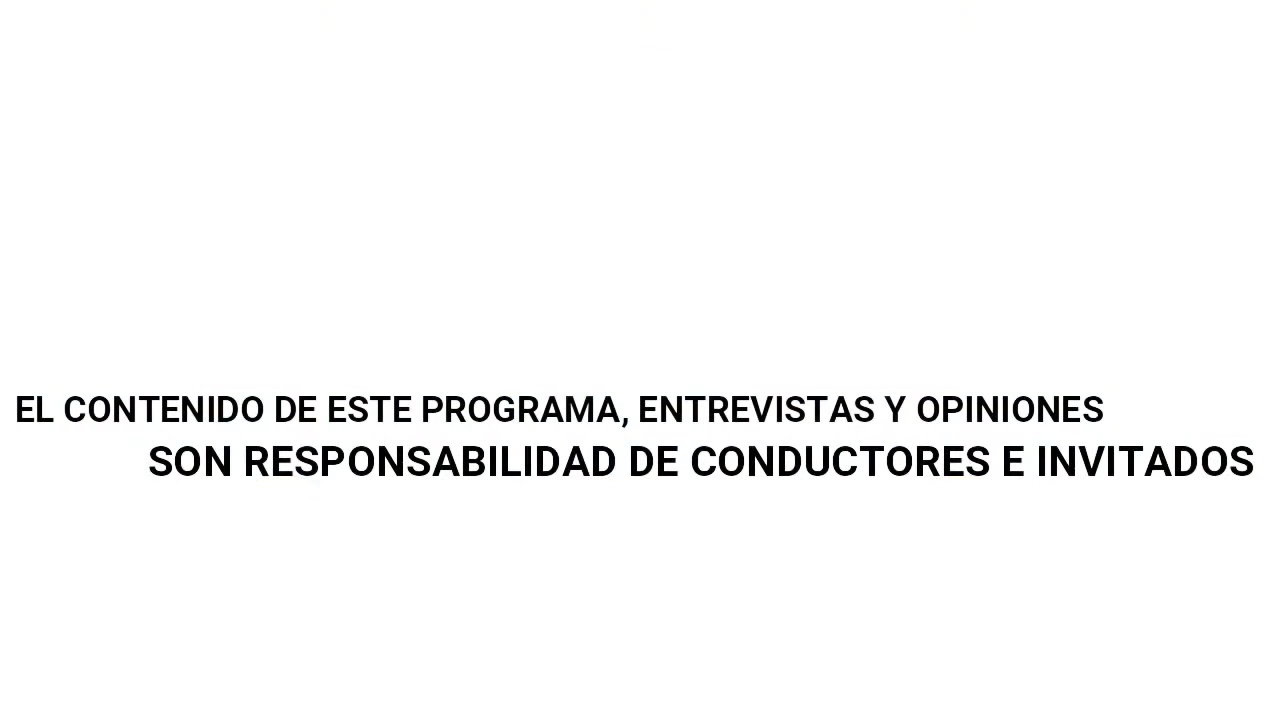 EL CONTENIDO DE ESTE PROGRAMA, ENTREVISTAS Y OPINIONES
SON RESPONSABILIDAD DE CONDUCTORES E INVITADOS